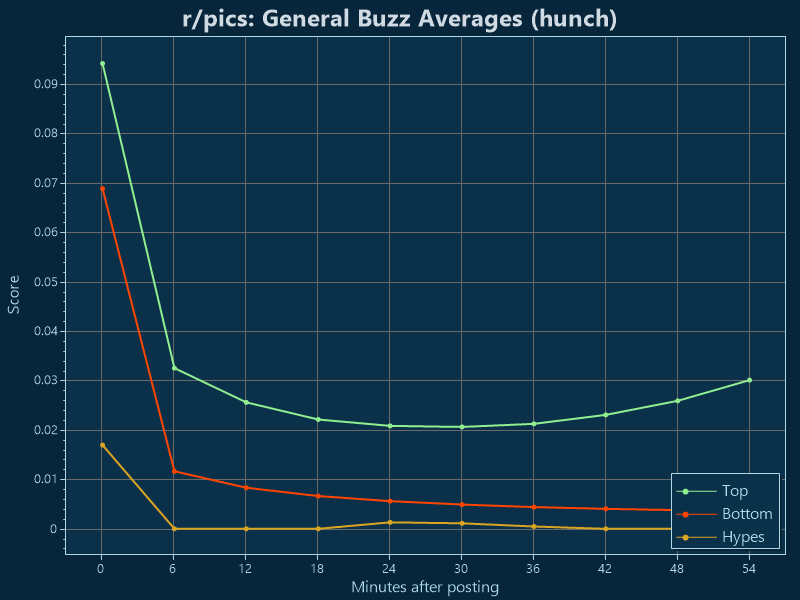 r/pics: General Buzz Averages (hunch)
0.09
0.08
0.07
0.06
0.05
0.04
0.03
0.02
0.01
0
Score
0 6 12 18 24 30 36 42 48 54
Minutes after posting
Top
Bottom
Hypes